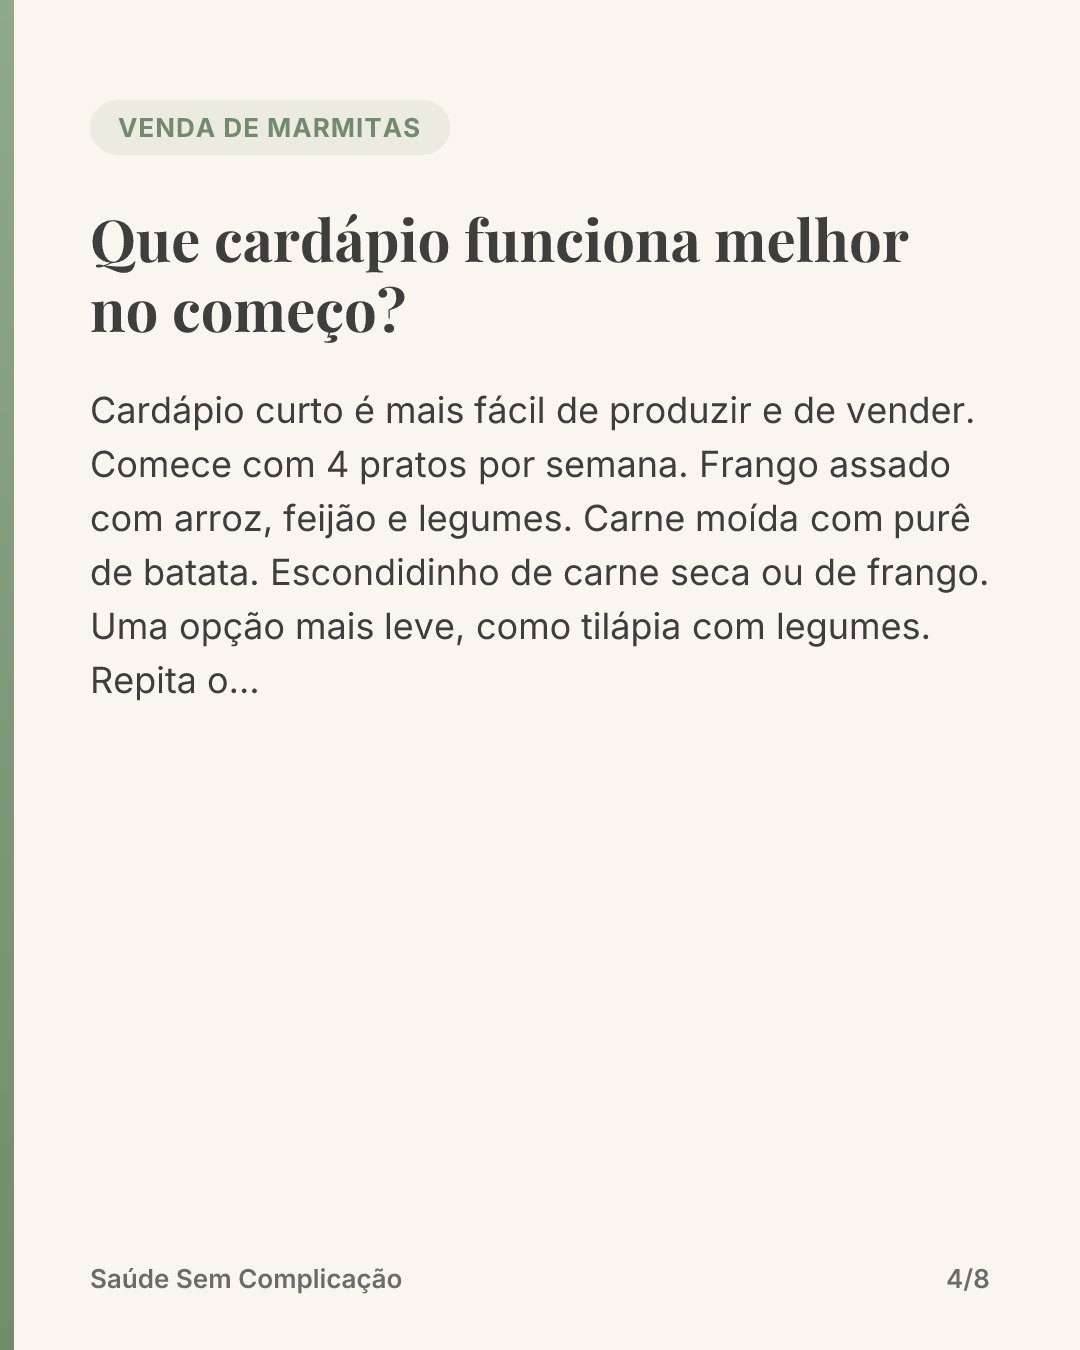 VENDA DE MARMITAS
Que cardápio funciona melhor
no começo?
Cardápio curto é mais fácil de produzir e de vender.
Comece com 4 pratos por semana. Frango assado
com arroz, feijão e legumes. Carne moída com purê
de batata. Escondidinho de carne seca ou de frango.
Uma opção mais leve, como tilápia com legumes.
Repita o...
Saúde Sem Complicação
4/8